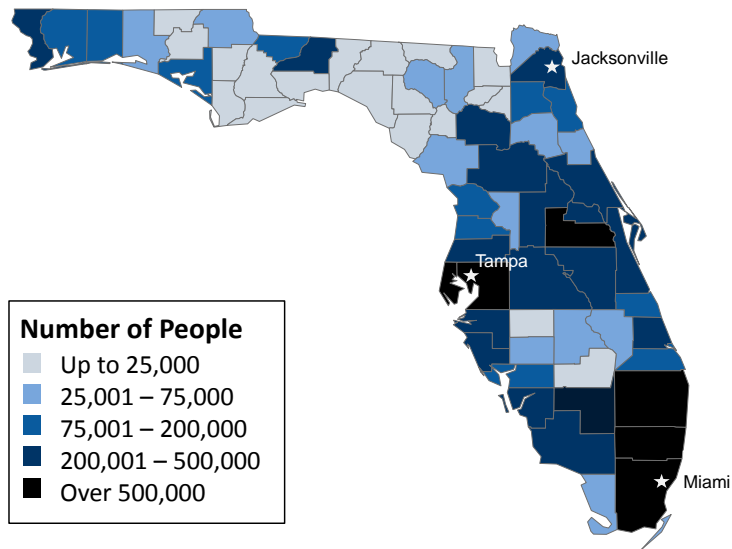 Jacksonville
Tampa
Number of People
Up to 25,000
25,001 – 75,000
75,001 – 200,000
200,001 – 500,000
Over 500,000
Miami